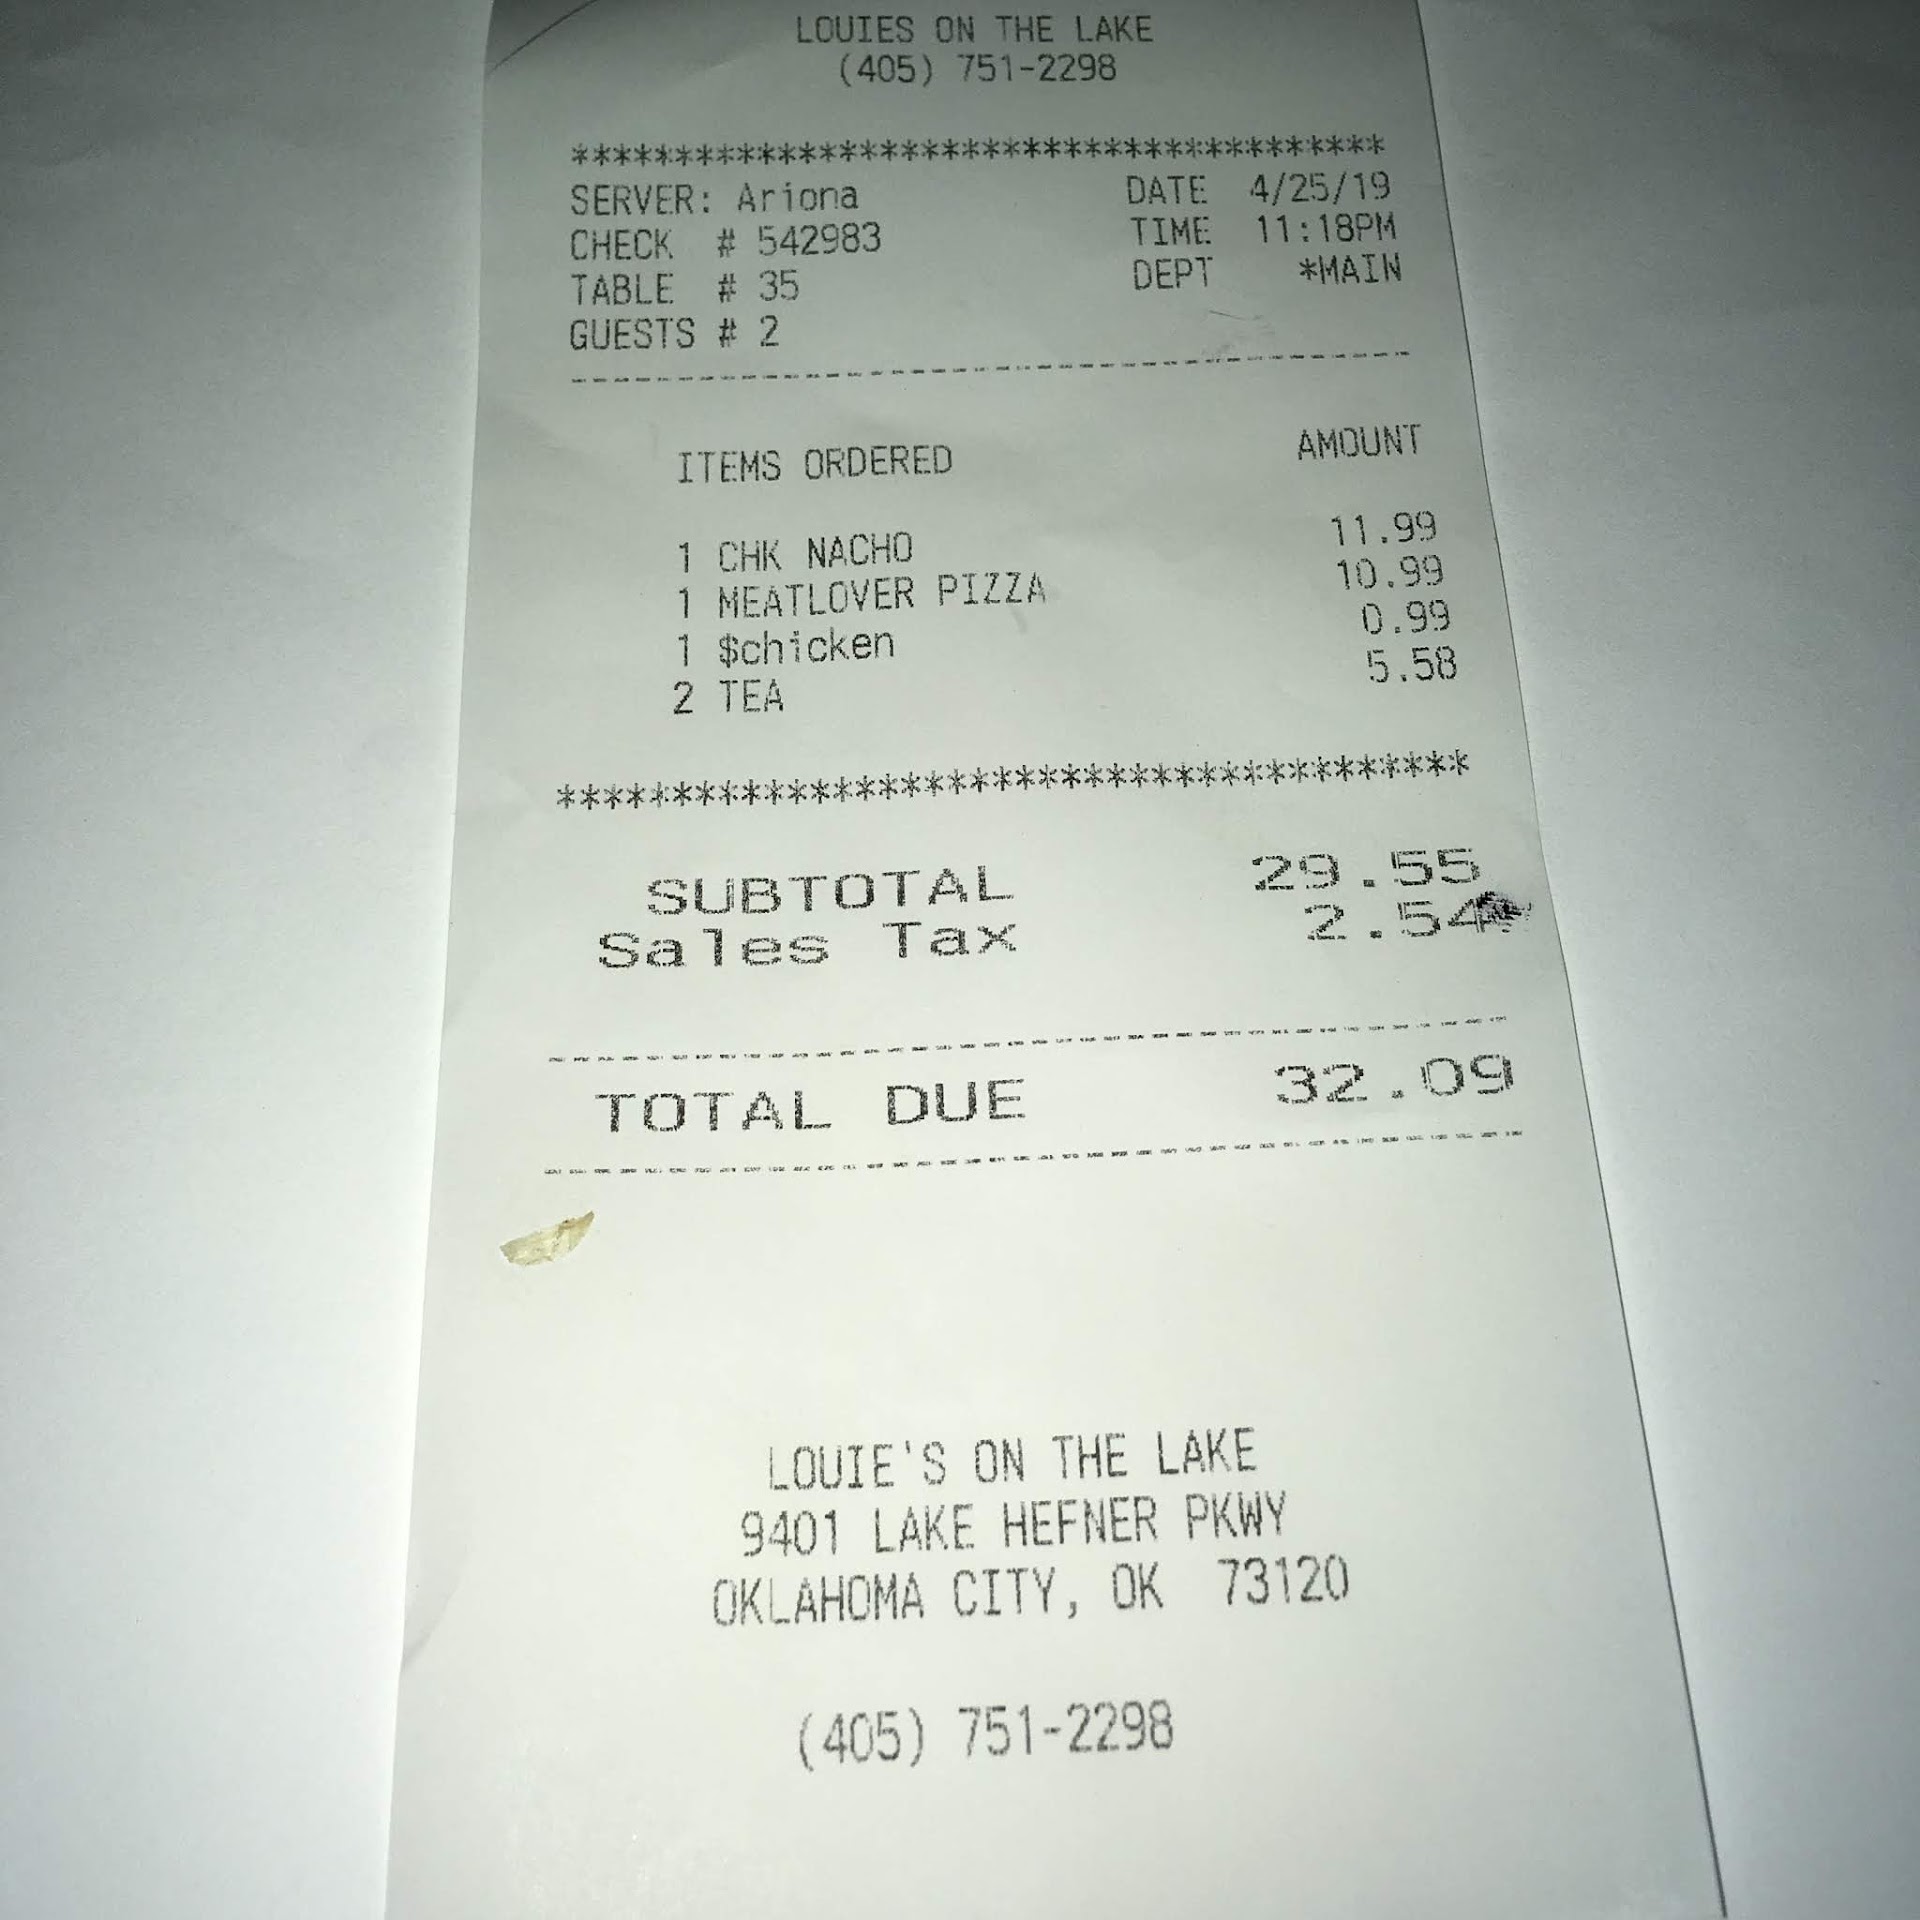 LOUIES ON THE LAKE
(405) 751-2298
****************************************
SERVER: Ariona DATE 4/25/19
CHECK # 542983 TIME 11:18PM
TABLE # 35 DEPT *MAIN
GUESTS # 2
----------------------------------------
ITEMS ORDERED AMOUNT
1 CHK NACHO 11.99
1 MEATLOVER PIZZA 10.99
1 $chicken 0.99
2 TEA 5.58
****************************************
SUBTOTAL 29.55
Sales Tax 2.54
----------------------------------------
TOTAL DUE 32.09
----------------------------------------
LOUIE'S ON THE LAKE
9401 LAKE HEFNER PKWY
OKLAHOMA CITY, OK 73120
(405) 751-2298